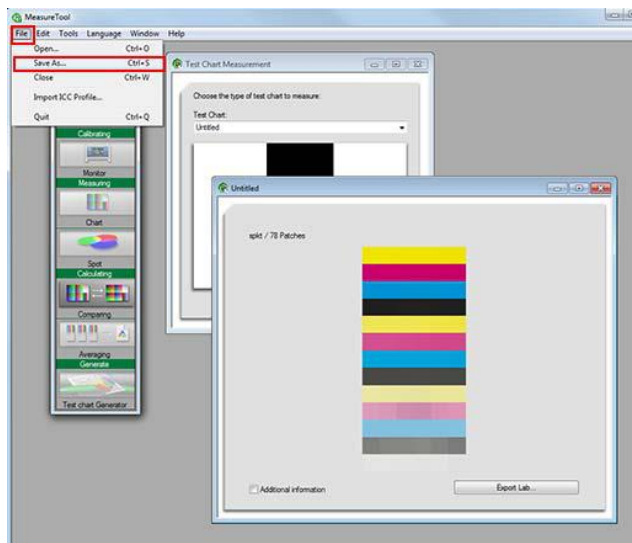 MeasureTool
File Edit Tools Language Window Help
Open... Ctrl+O
Save As... Ctrl+S
Close Ctrl+W
Import ICC Profile...
Quit Ctrl+Q
Calibrating
Monitor
Measuring
Chart
Spot
Calculating
Comparing
Averaging
Generate
Test chart Generator
Test Chart Measurement
Choose the type of test chart to measure:
Test Chart:
Untitled
Untitled
spkt / 78 Patches
Additional information
Export Lab...